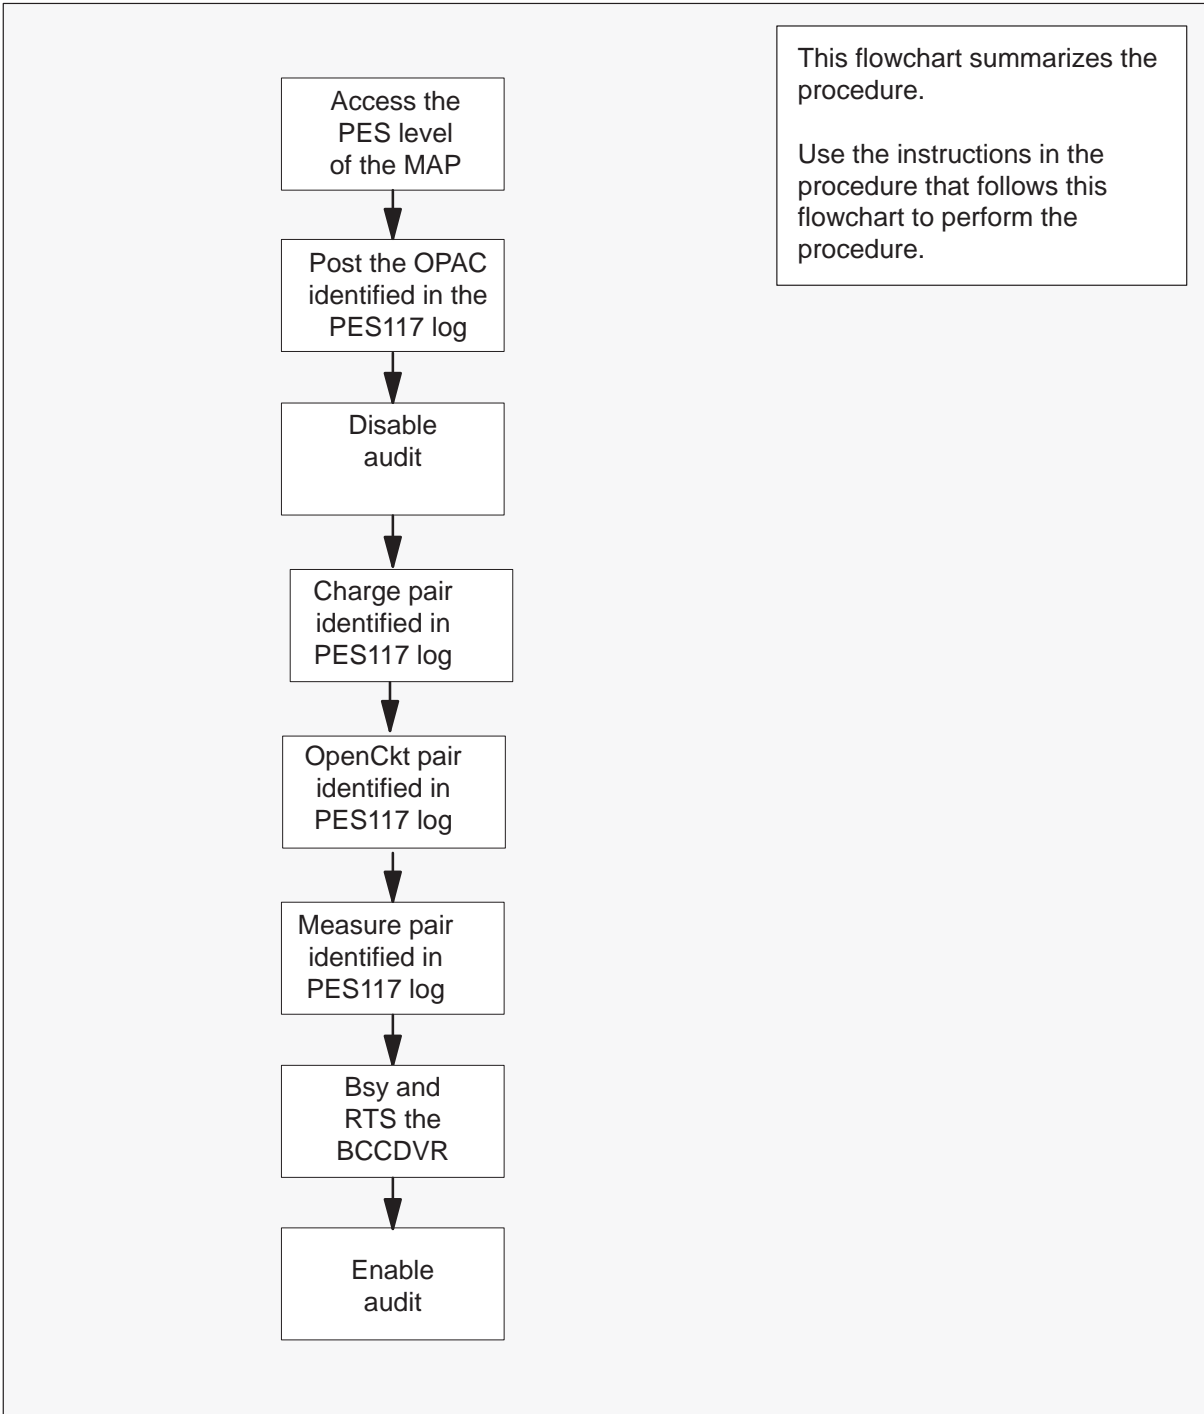 This flowchart summarizes the
procedure.
Use the instructions in the
procedure that follows this
flowchart to perform the
procedure.
Access the
PES level
of the MAP
Post the OPAC
identified in the
PES117 log
Disable
audit
Charge pair
identified in
PES117 log
OpenCkt pair
identified in
PES117 log
Measure pair
identified in
PES117 log
Bsy and
RTS the
BCCDVR
Enable
audit